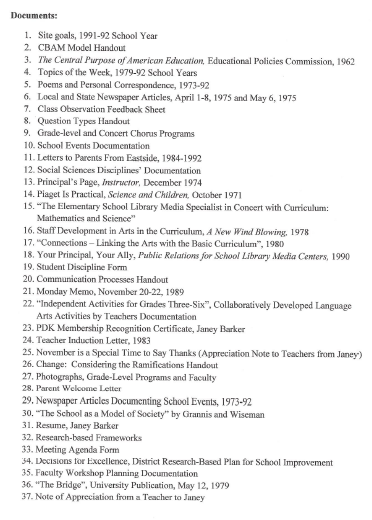 Documents:
1. Site goals, 1991-92 School Year
2. CBAM Model Handout
3. The Central Purpose of American Education, Educational Policies Commission, 1962
4. Topics of the Week, 1979-92 School Years
5. Poems and Personal Correspondence, 1973-92
6. Local and State Newspaper Articles, April 1-8, 1975 and May 6, 1975
7. Class Observation Feedback Sheet
8. Question Types Handout
9. Grade-level and Concert Chorus Programs
10. School Events Documentation
11. Letters to Parents From Eastside, 1984-1992
12. Social Sciences Disciplines' Documentation
13. Principal's Page, Instructor, December 1974
14. Piaget Is Practical, Science and Children, October 1971
15. "The Elementary School Library Media Specialist in Concert with Curriculum:
Mathematics and Science"
16. Staff Development in Arts in the Curriculum, A New Wind Blowing, 1978
17. "Connections – Linking the Arts with the Basic Curriculum", 1980
18. Your Principal, Your Ally, Public Relations for School Library Media Centers, 1990
19. Student Discipline Form
20. Communication Processes Handout
21. Monday Memo, November 20-22, 1989
22. "Independent Activities for Grades Three-Six", Collaboratively Developed Language
Arts Activities by Teachers Documentation
23. PDK Membership Recognition Certificate, Janey Barker
24. Teacher Induction Letter, 1983
25. November is a Special Time to Say Thanks (Appreciation Note to Teachers from Janey)
26. Change: Considering the Ramifications Handout
27. Photographs, Grade-Level Programs and Faculty
28. Parent Welcome Letter
29. Newspaper Articles Documenting School Events, 1973-92
30. "The School as a Model of Society" by Grannis and Wiseman
31. Resume, Janey Barker
32. Research-based Frameworks
33. Meeting Agenda Form
34. Decisions for Excellence, District Research-Based Plan for School Improvement
35. Faculty Workshop Planning Documentation
36. "The Bridge", University Publication, May 12, 1979
37. Note of Appreciation from a Teacher to Janey